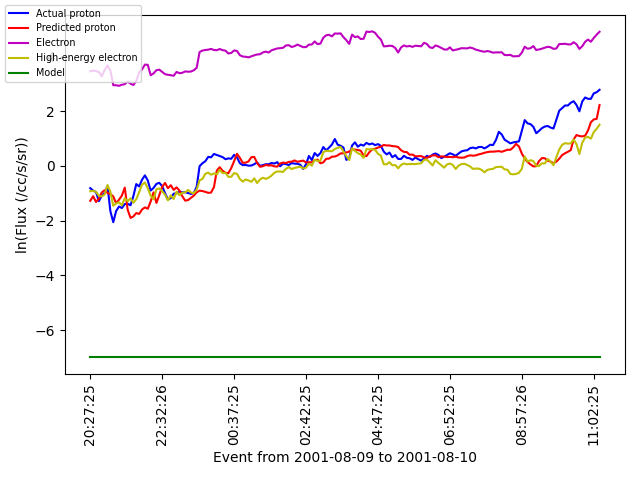 Actual proton
Predicted proton
Electron
High-energy electron
Model
ln(Flux (/cc/s/sr))
2
0
−2
−4
−6
20:27:25
22:32:26
00:37:25
02:42:25
04:47:25
06:52:25
08:57:26
11:02:25
Event from 2001-08-09 to 2001-08-10